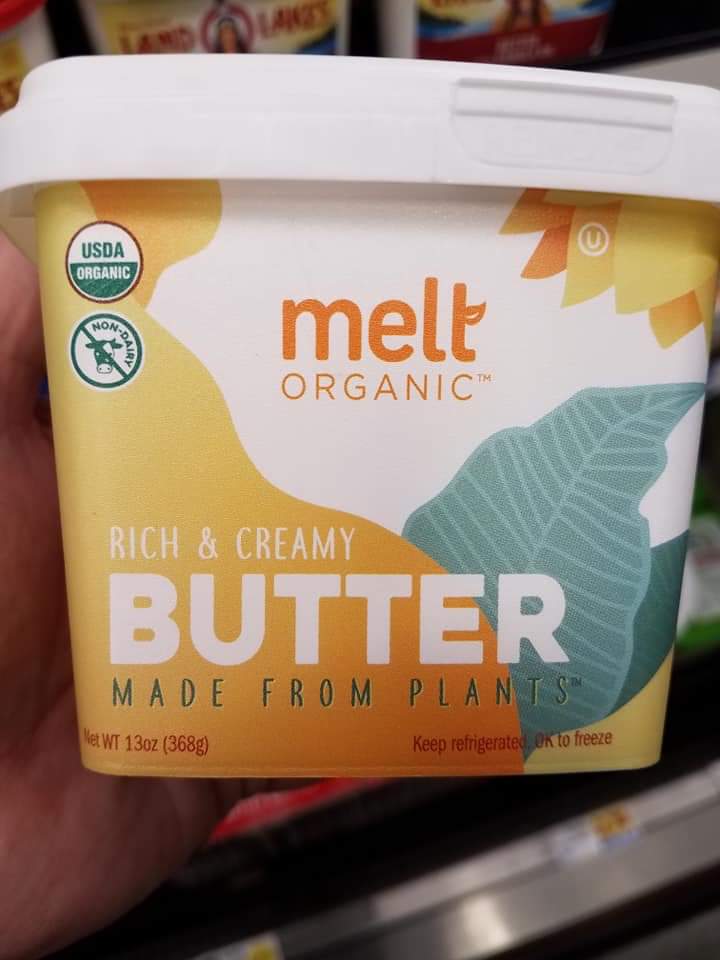 LAND LAKES
USDA
ORGANIC
NON-DAIRY
U
melt
ORGANIC™
RICH & CREAMY
BUTTER
MADE FROM PLANTS™
Net WT 13oz (368g)
Keep refrigerated, OK to freeze